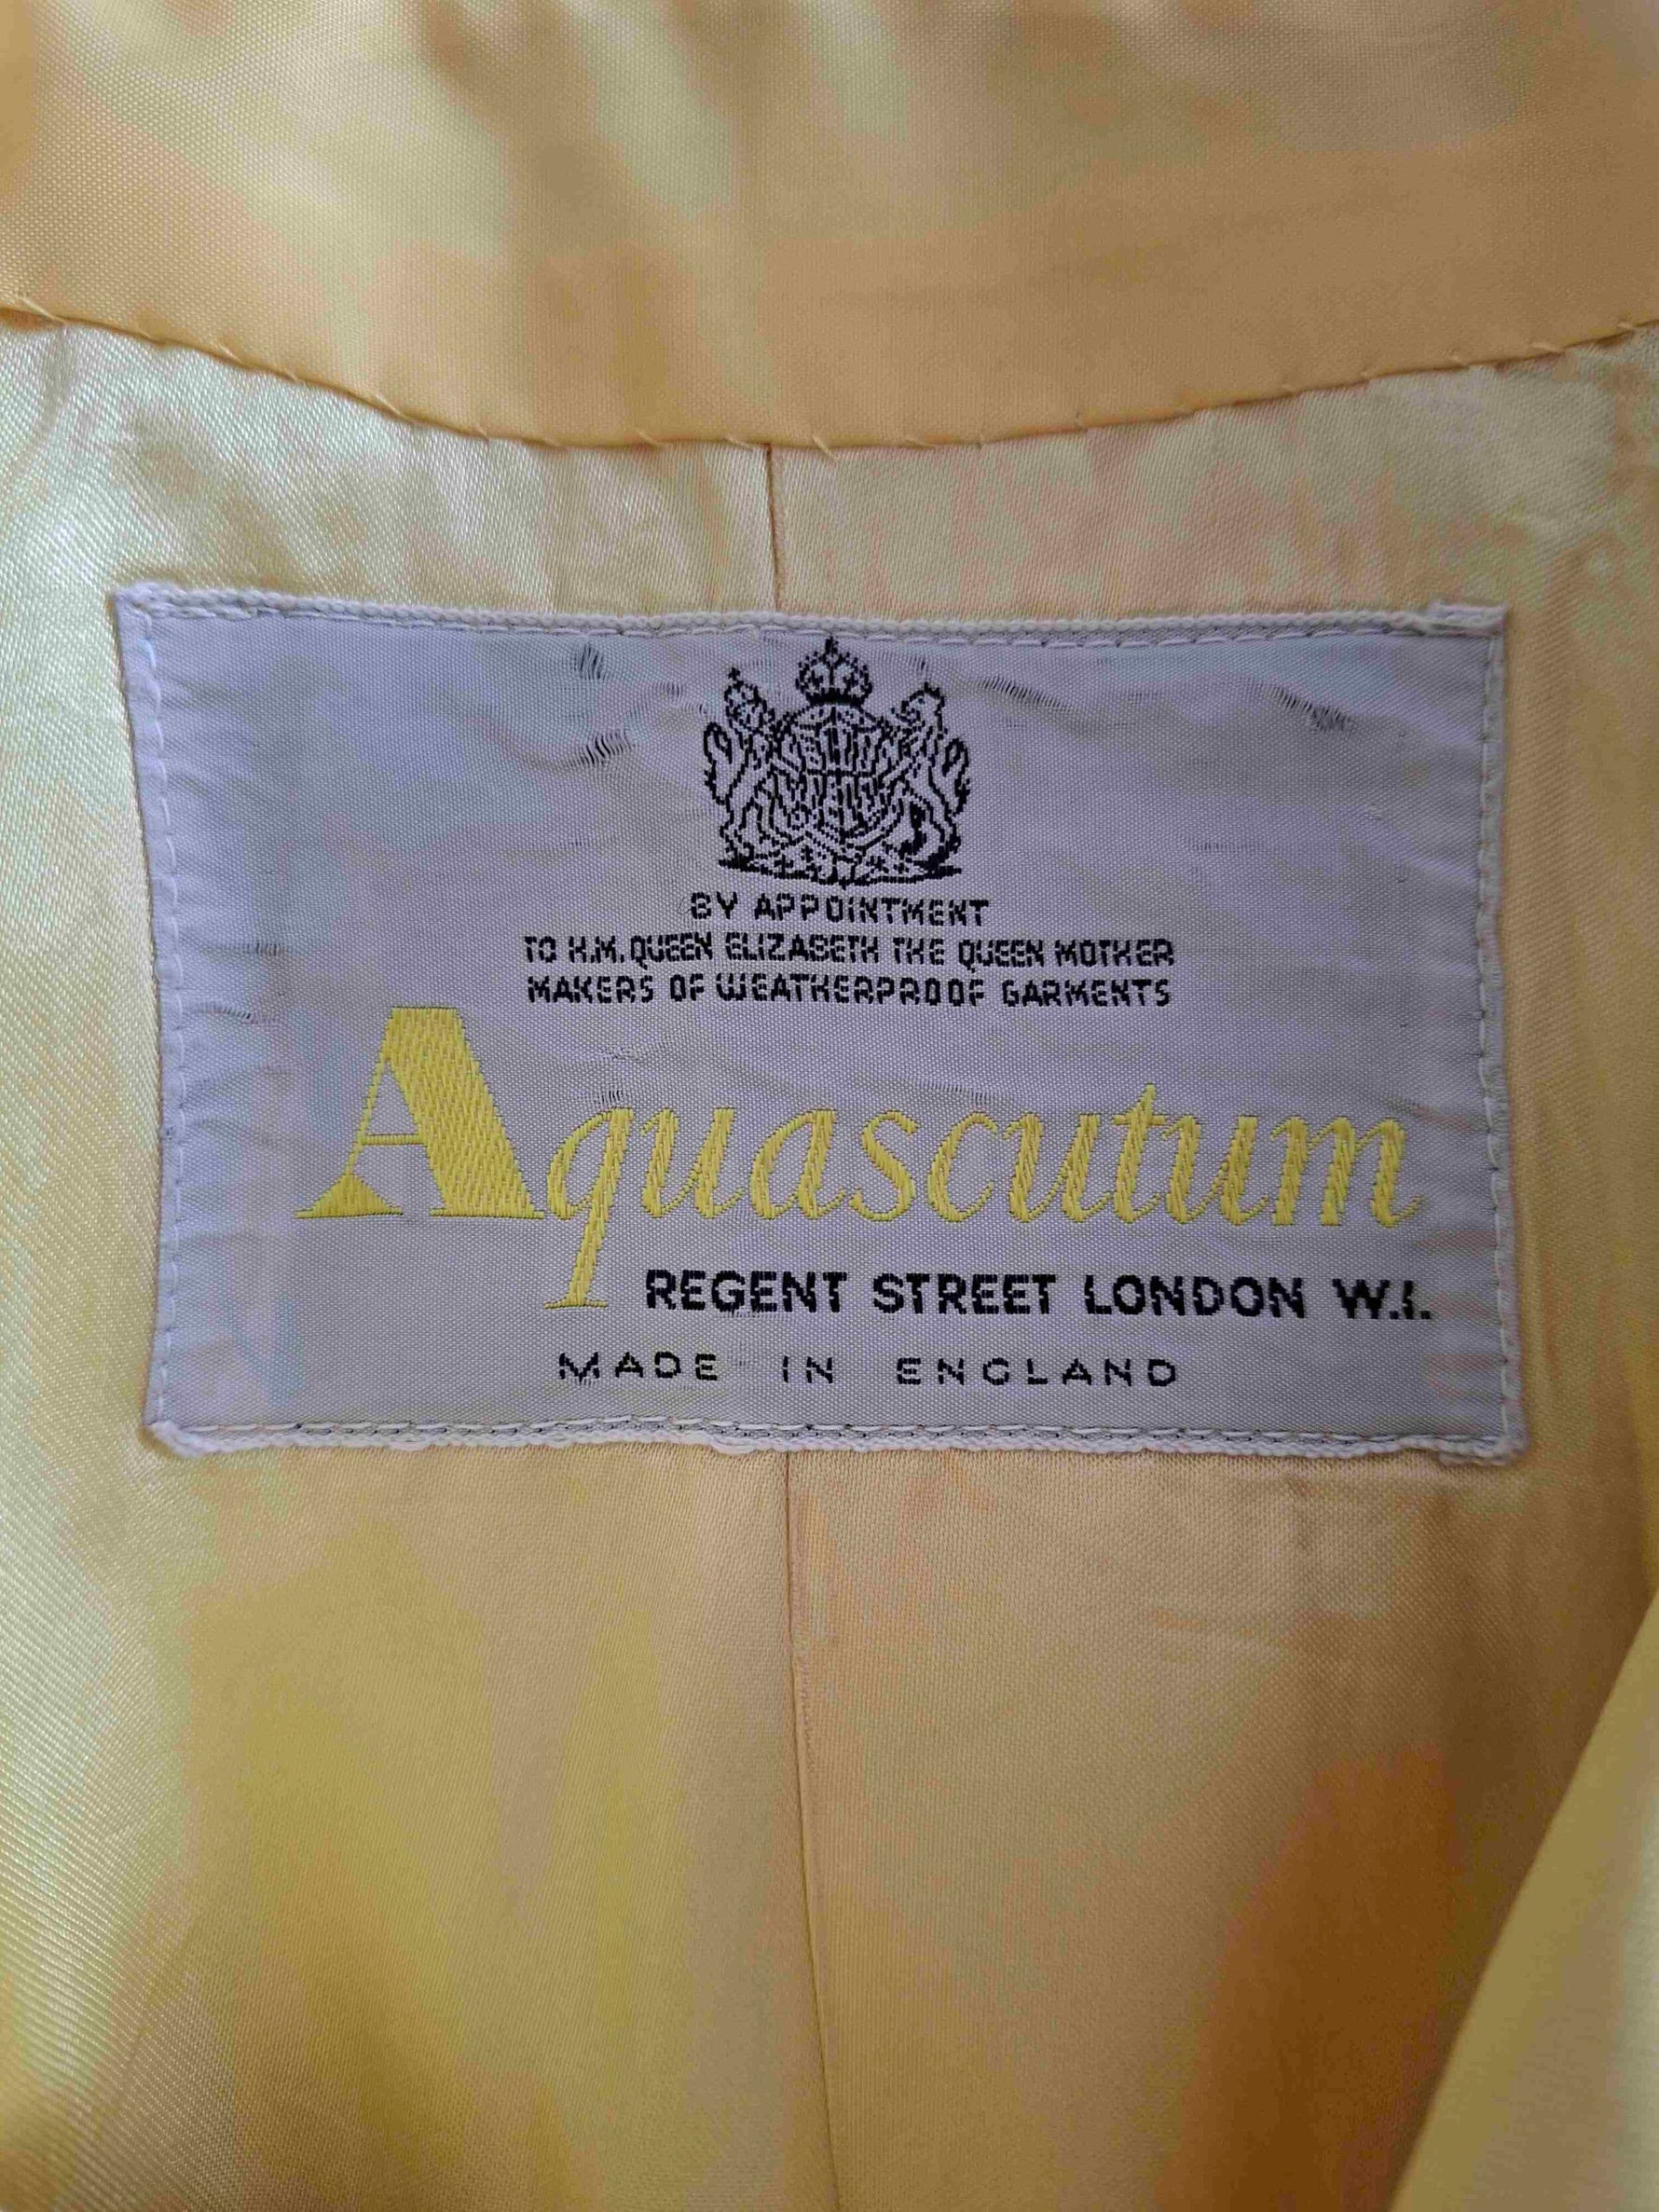 BY APPOINTMENT
TO H.M. QUEEN ELIZABETH THE QUEEN MOTHER
MAKERS OF WEATHERPROOF GARMENTS
Aquascutum
REGENT STREET LONDON W.I.
MADE IN ENGLAND